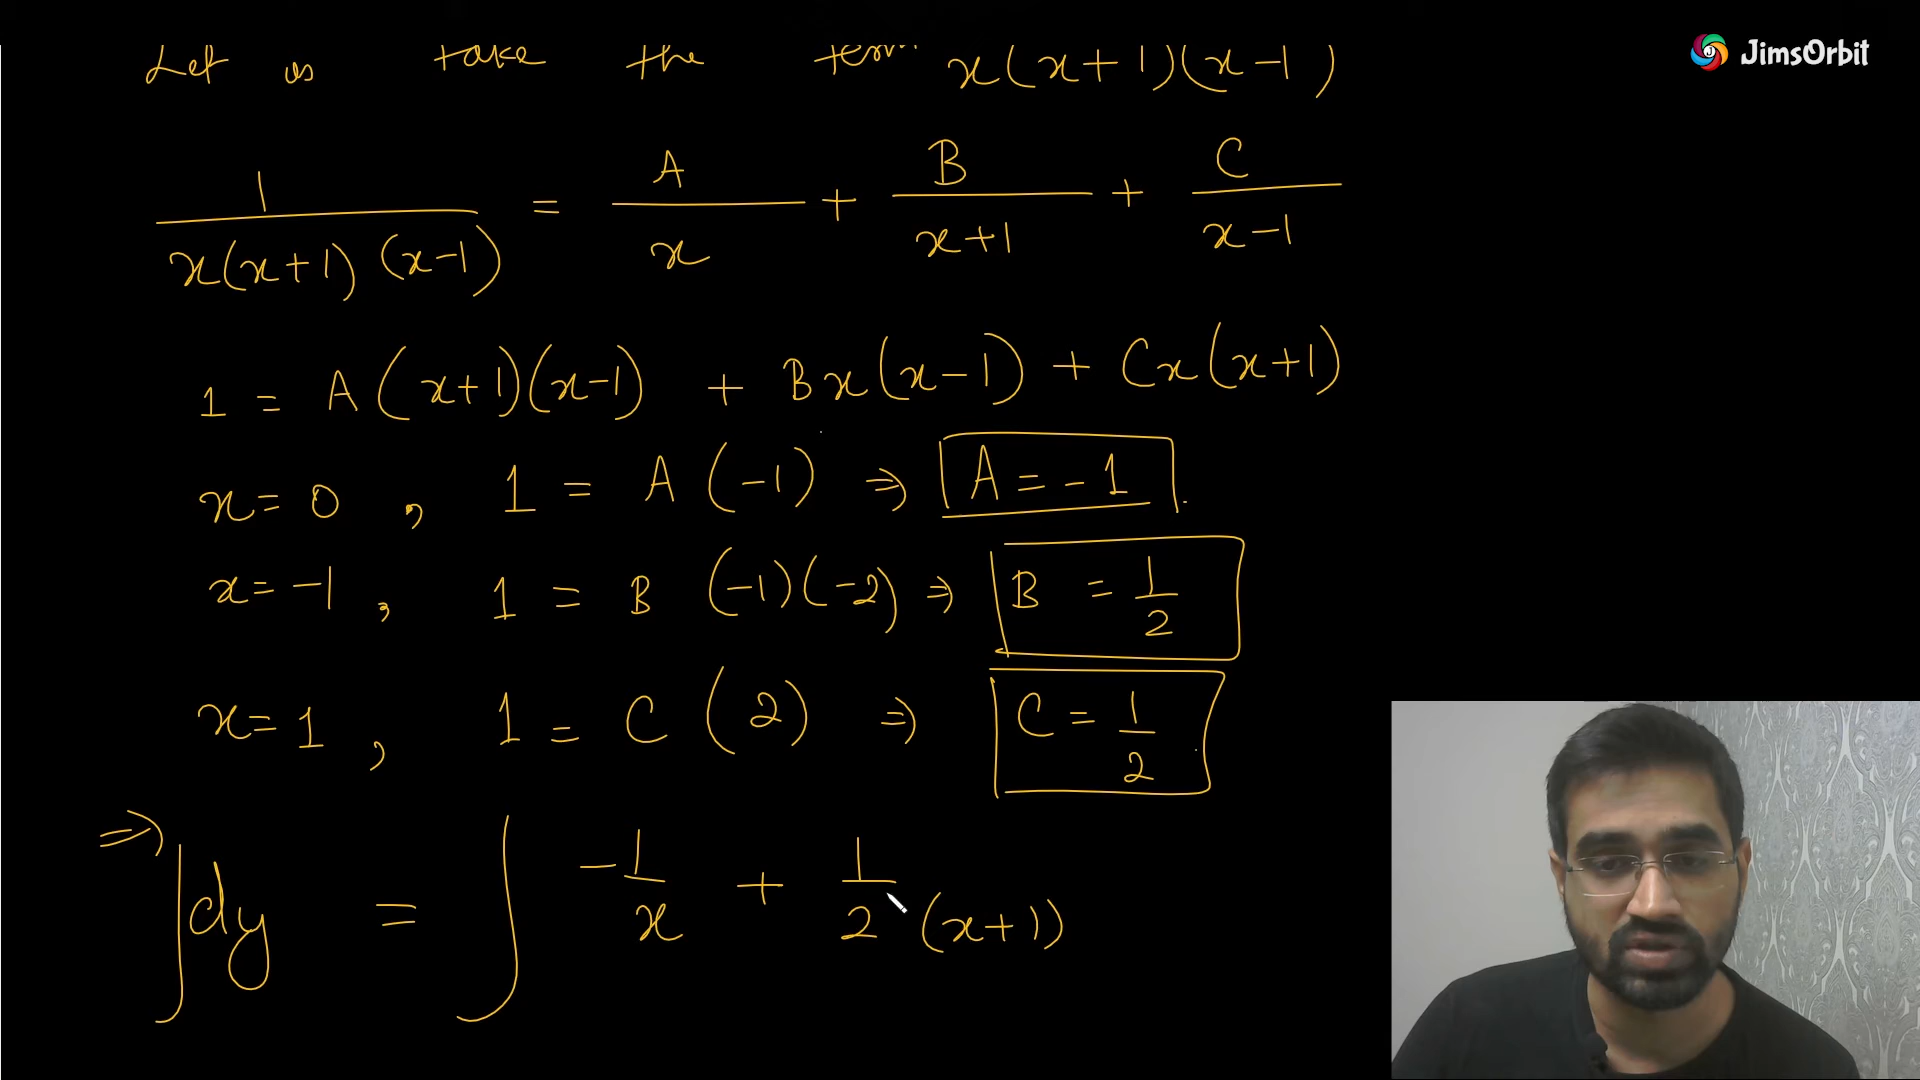 JimsOrbit
Let us take the term x(x+1)(x-1)
1/(x(x+1)(x-1)) = A/x + B/(x+1) + C/(x-1)
1 = A(x+1)(x-1) + Bx(x-1) + Cx(x+1)
x=0, 1 = A(-1) ⇒ A = -1
x=-1, 1 = B(-1)(-2) ⇒ B = 1/2
x=1, 1 = C(2) ⇒ C = 1/2
⇒ ∫dy = ∫ -1/x + 1/2(x+1)